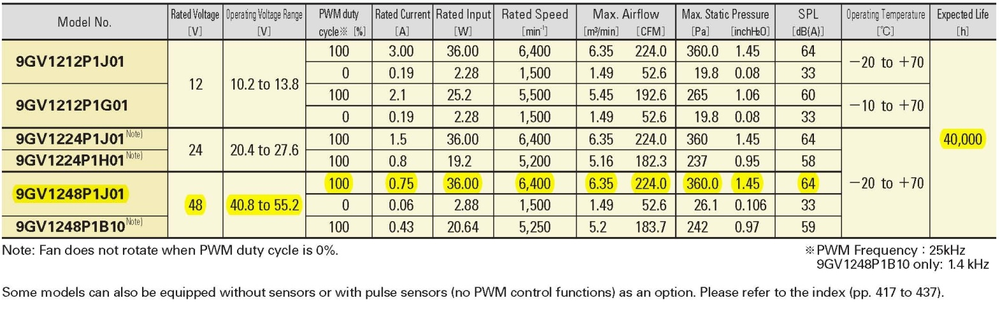 Model No. Rated Voltage [V] Operating Voltage Range [V] PWM duty cycle※ [%] Rated Current [A] Rated Input [W] Rated Speed [min⁻¹] Max. Airflow [m³/min] [CFM] Max. Static Pressure [Pa] [inchH₂O] SPL [dB(A)] Operating Temperature [℃] Expected Life [h]
9GV1212P1J01 12 10.2 to 13.8 100 3.00 36.00 6,400 6.35 224.0 360.0 1.45 64 −20 to +70 40,000
0 0.19 2.28 1,500 1.49 52.6 19.8 0.08 33
9GV1212P1G01 100 2.1 25.2 5,500 5.45 192.6 265 1.06 60 −10 to +70
0 0.19 2.28 1,500 1.49 52.6 19.8 0.08 33
9GV1224P1J01 Note) 24 20.4 to 27.6 100 1.5 36.00 6,400 6.35 224.0 360 1.45 64 −20 to +70
9GV1224P1H01 Note) 100 0.8 19.2 5,200 5.16 182.3 237 0.95 58
9GV1248P1J01 48 40.8 to 55.2 100 0.75 36.00 6,400 6.35 224.0 360.0 1.45 64
0 0.06 2.88 1,500 1.49 52.6 26.1 0.106 33
9GV1248P1B10 Note) 100 0.43 20.64 5,250 5.2 183.7 242 0.97 59
Note: Fan does not rotate when PWM duty cycle is 0%.
※PWM Frequency : 25kHz
9GV1248P1B10 only: 1.4 kHz
Some models can also be equipped without sensors or with pulse sensors (no PWM control functions) as an option. Please refer to the index (pp. 417 to 437).